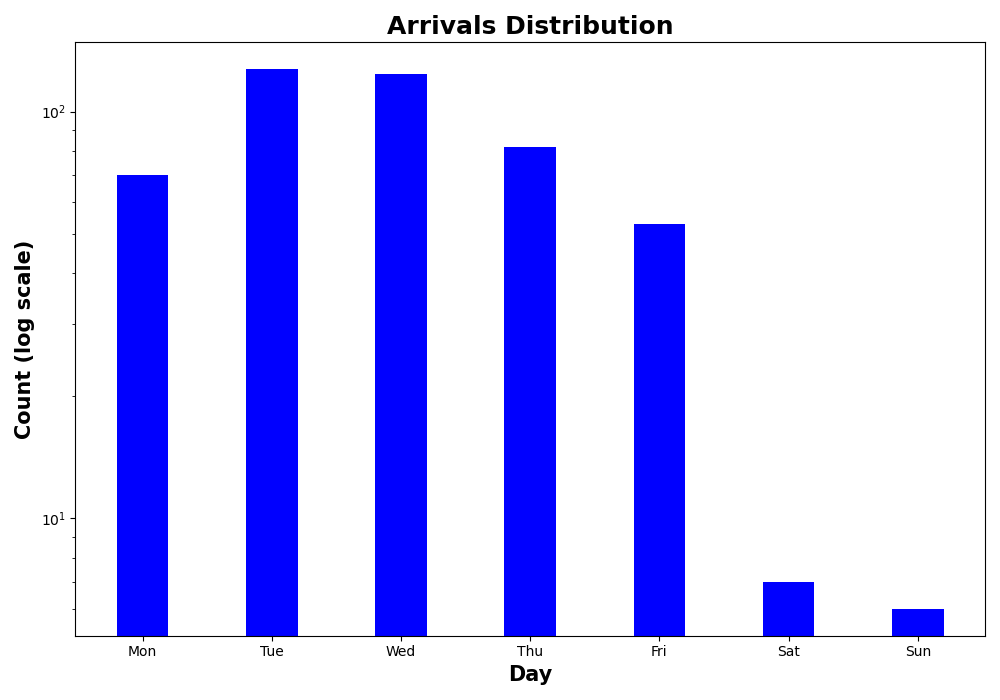 Arrivals Distribution
Count (log scale)
10²
10¹
Mon Tue Wed Thu Fri Sat Sun
Day